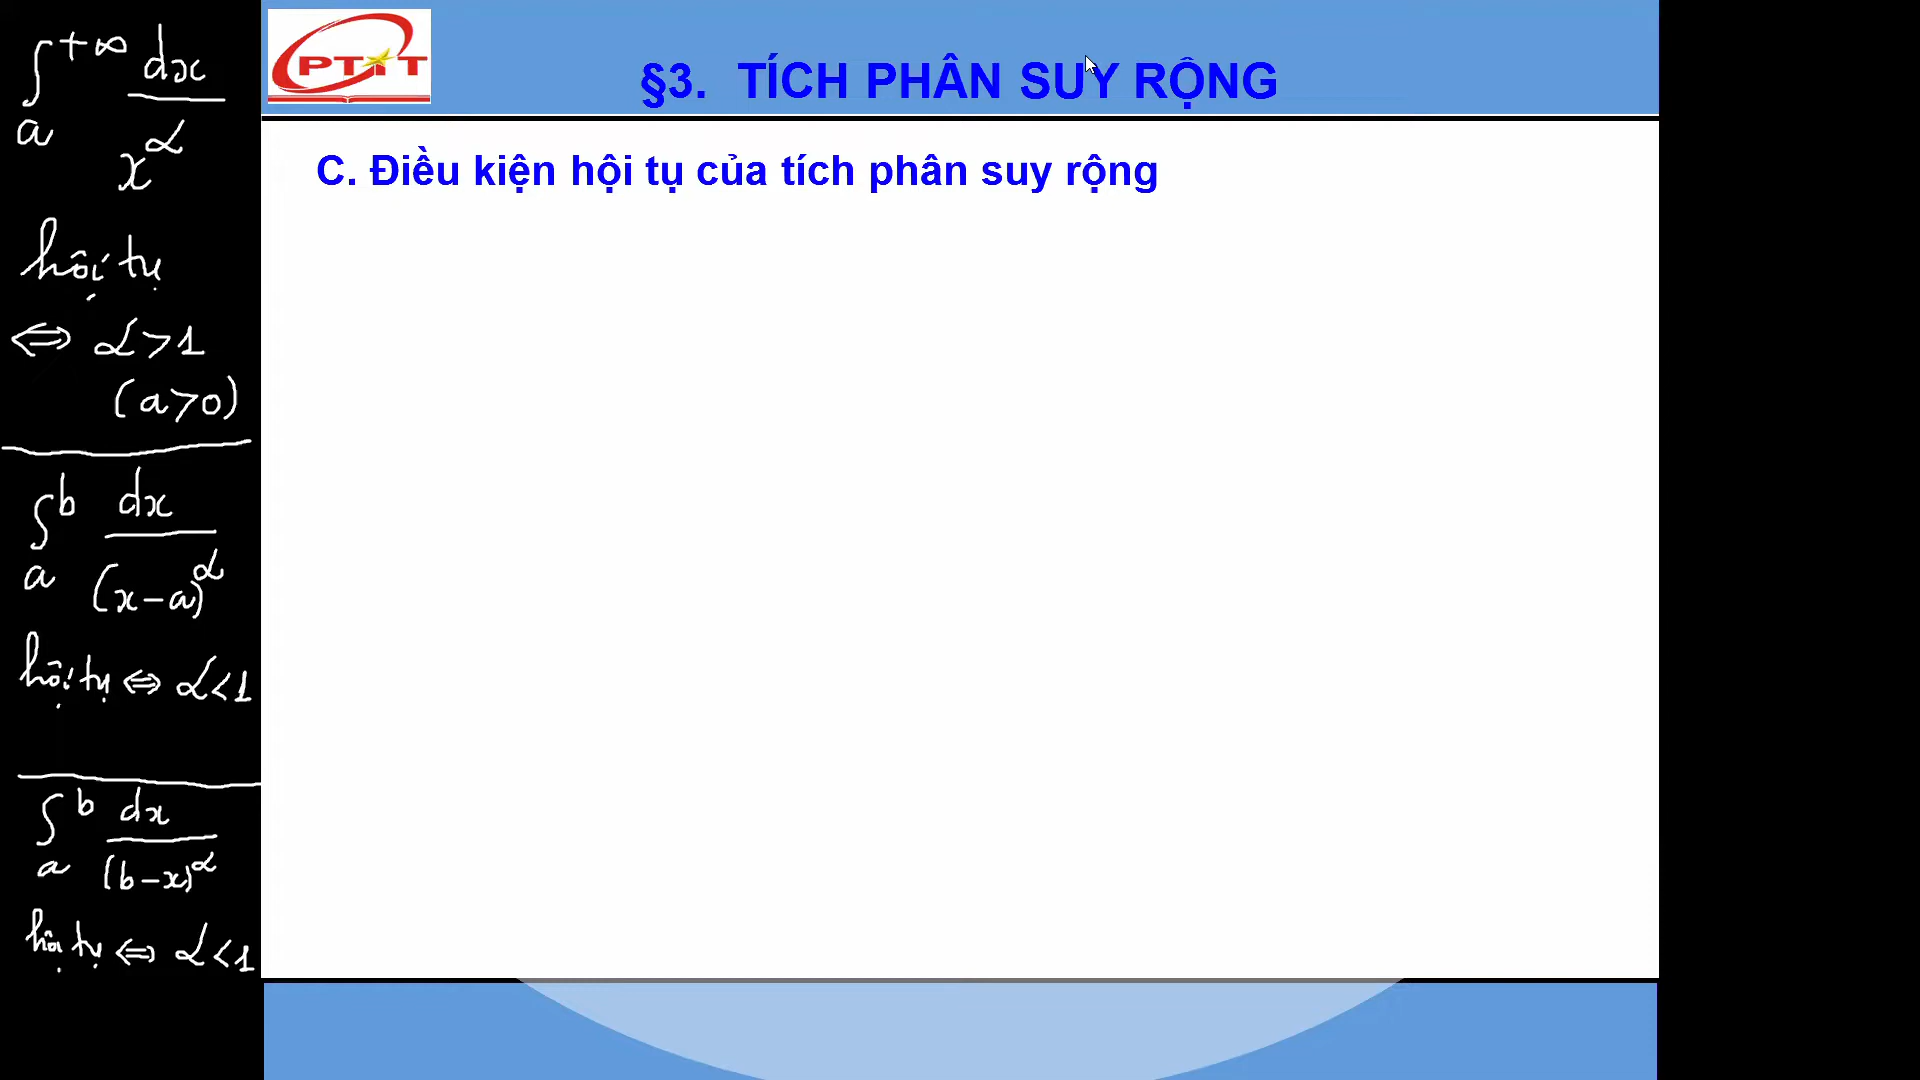 ∫ₐ^{+∞} dx / x^α
hội tụ
⇔ α > 1
(a > 0)
∫ₐ^b dx / (x−a)^α
hội tụ ⇔ α < 1
∫ₐ^b dx / (b−x)^α
hội tụ ⇔ α < 1
PTIT
§3. TÍCH PHÂN SUY RỘNG
C. Điều kiện hội tụ của tích phân suy rộng